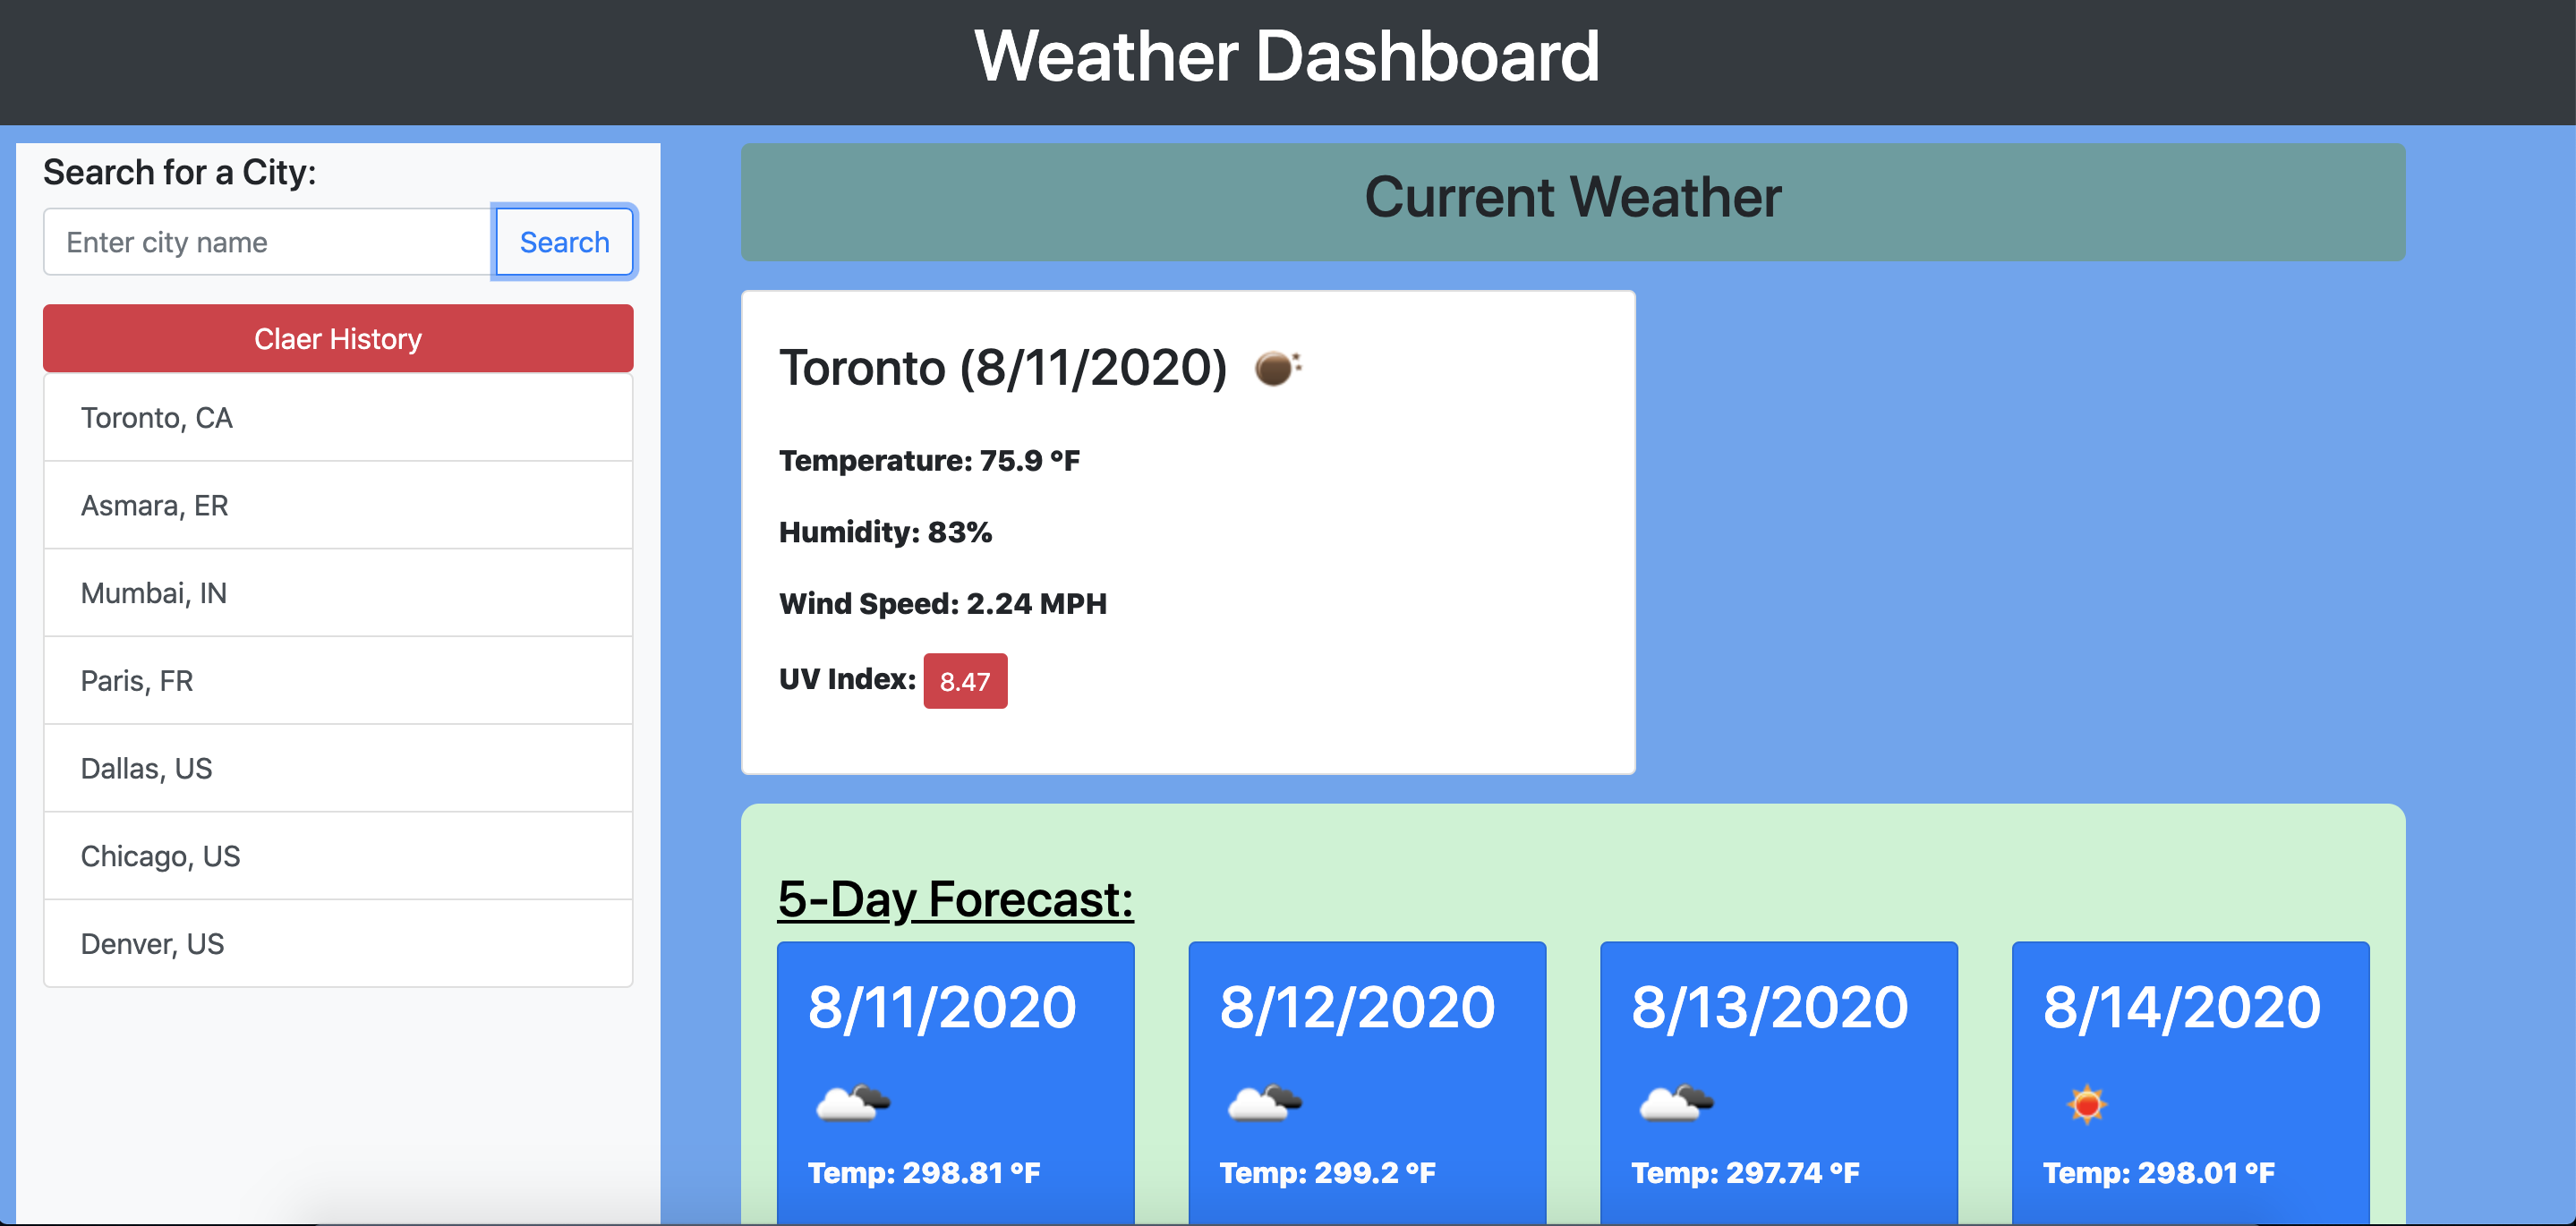 Weather Dashboard
Search for a City:
Enter city name
Search
Claer History
Toronto, CA
Asmara, ER
Mumbai, IN
Paris, FR
Dallas, US
Chicago, US
Denver, US
Current Weather
Toronto (8/11/2020)
Temperature: 75.9 °F
Humidity: 83%
Wind Speed: 2.24 MPH
UV Index: 8.47
5-Day Forecast:
8/11/2020
Temp: 298.81 °F
8/12/2020
Temp: 299.2 °F
8/13/2020
Temp: 297.74 °F
8/14/2020
Temp: 298.01 °F